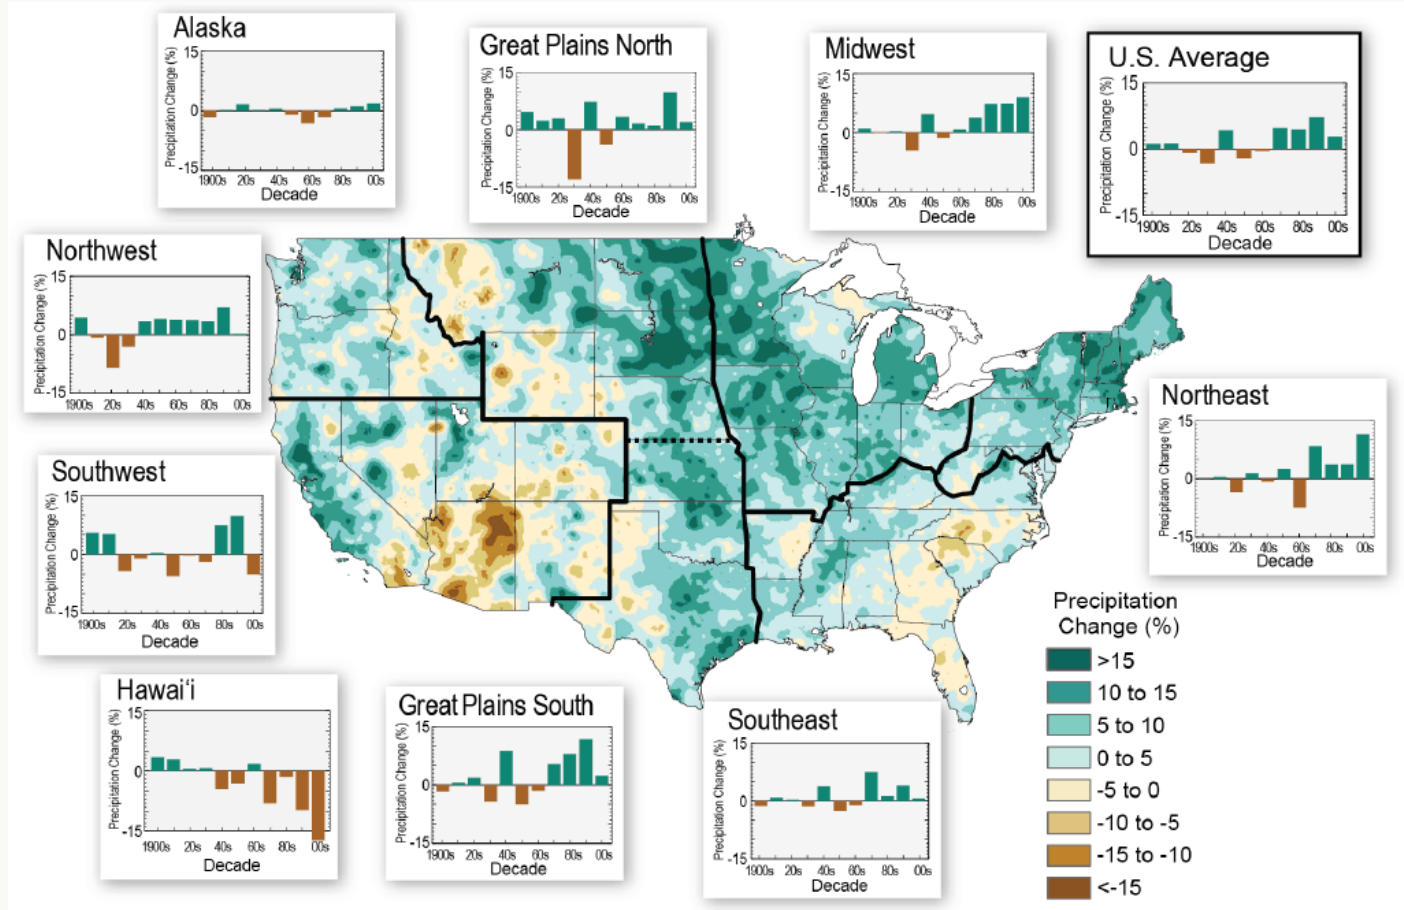 Alaska
Precipitation Change (%)
15
0
-15
1900s 20s 40s 60s 80s 00s
Decade
Great Plains North
Precipitation Change (%)
15
0
-15
1900s 20s 40s 60s 80s 00s
Decade
Midwest
Precipitation Change (%)
15
0
-15
1900s 20s 40s 60s 80s 00s
Decade
U.S. Average
Precipitation Change (%)
15
0
-15
1900s 20s 40s 60s 80s 00s
Decade
Northwest
Precipitation Change (%)
15
0
-15
1900s 20s 40s 60s 80s 00s
Decade
Northeast
Precipitation Change (%)
15
0
-15
1900s 20s 40s 60s 80s 00s
Decade
Southwest
Precipitation Change (%)
15
0
-15
1900s 20s 40s 60s 80s 00s
Decade
Hawai‘i
Precipitation Change (%)
15
0
-15
1900s 20s 40s 60s 80s 00s
Decade
Great Plains South
Precipitation Change (%)
15
0
-15
1900s 20s 40s 60s 80s 00s
Decade
Southeast
Precipitation Change (%)
15
0
-15
1900s 20s 40s 60s 80s 00s
Decade
Precipitation
Change (%)
>15
10 to 15
5 to 10
0 to 5
-5 to 0
-10 to -5
-15 to -10
<-15